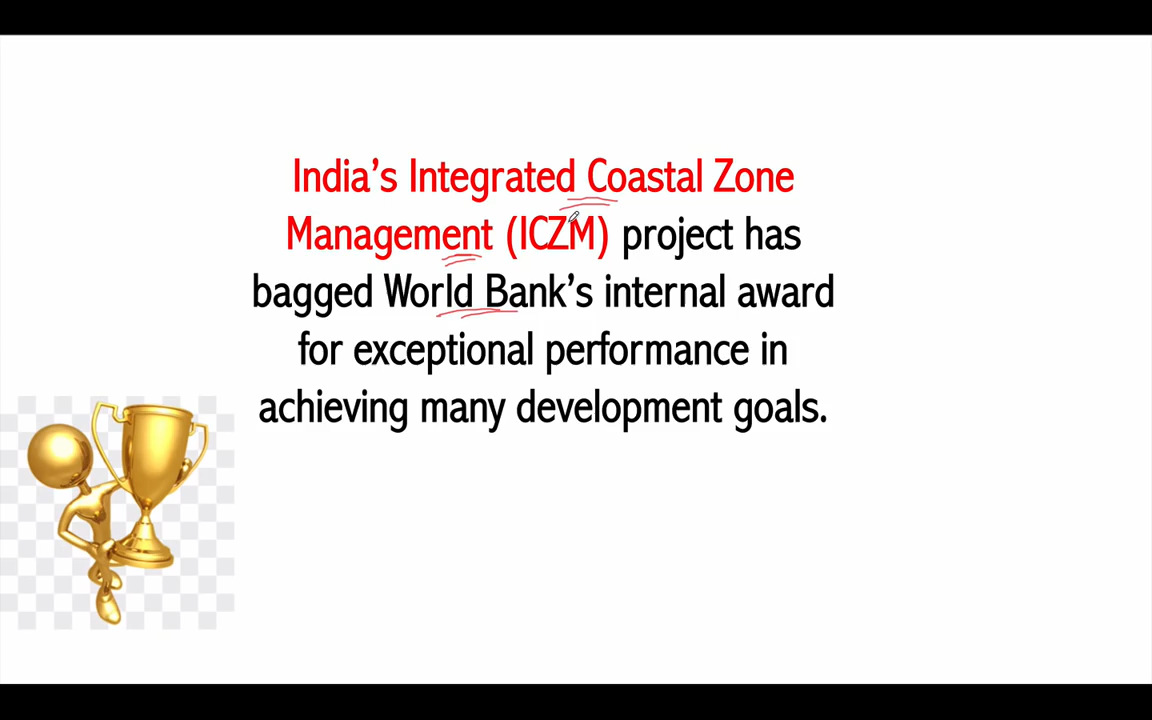 India’s Integrated Coastal Zone
Management (ICZM) project has
bagged World Bank’s internal award
for exceptional performance in
achieving many development goals.